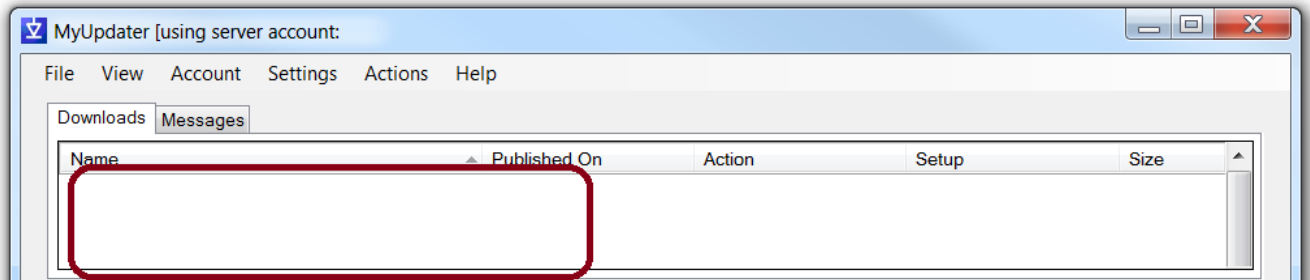 MyUpdater [using server account:
File View Account Settings Actions Help
Downloads Messages
Name Published On Action Setup Size